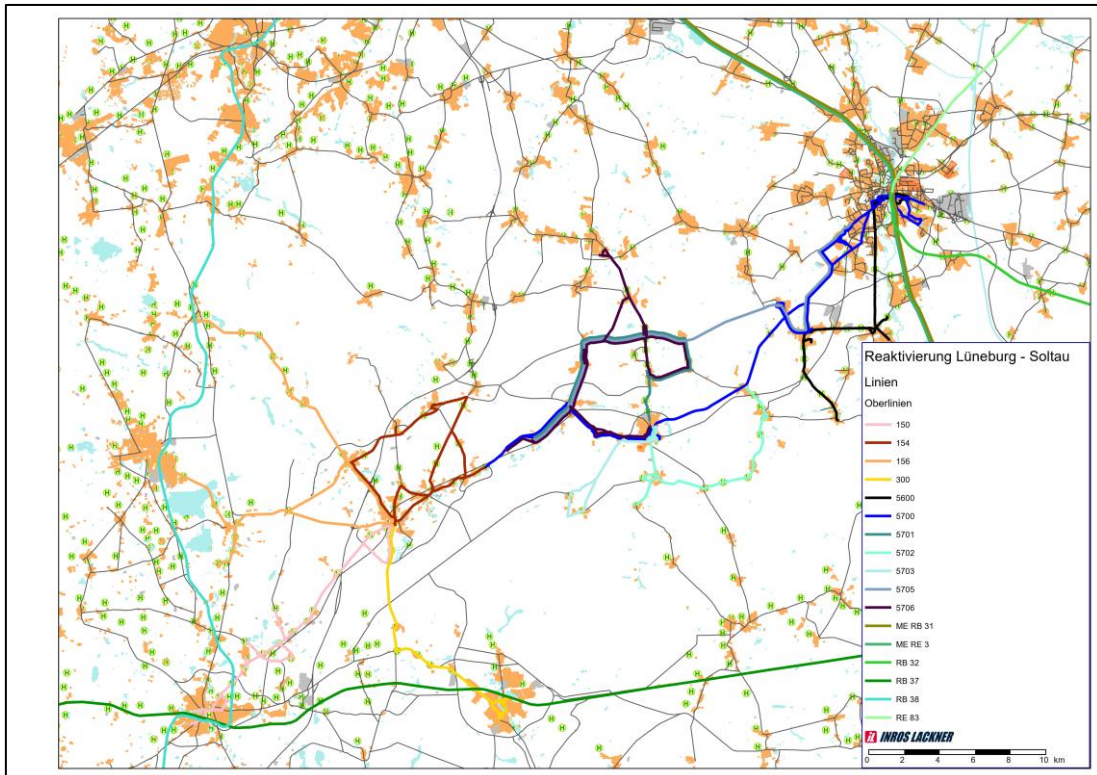 Reaktivierung Lüneburg - Soltau
Linien
Oberlinien
150
154
156
300
5600
5700
5701
5702
5703
5705
5706
ME RB 31
ME RE 3
RB 32
RB 37
RB 38
RE 83
iL INROS LACKNER
0 2 4 6 8 10 km